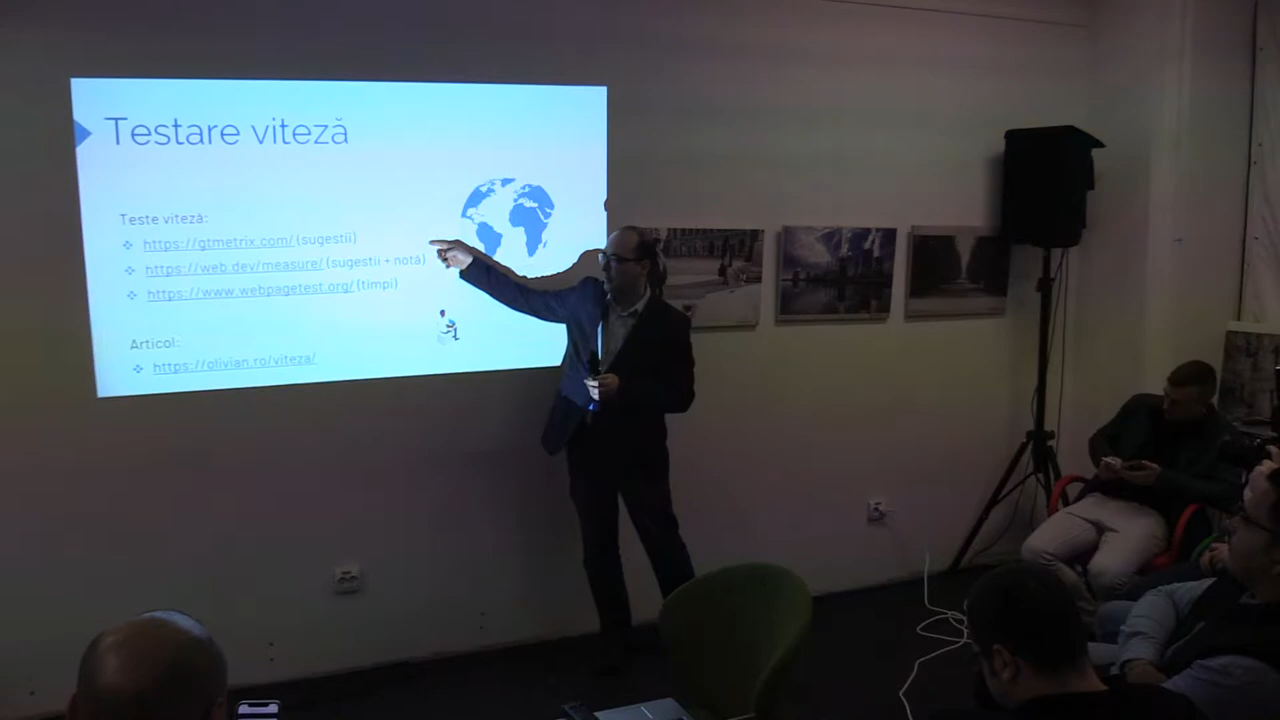 Testare viteză
Teste viteză:
https://gtmetrix.com/ (sugestii)
https://web.dev/measure/ (sugestii + notă)
https://www.webpagetest.org/ (timpi)
Articol:
https://olivian.ro/viteza/